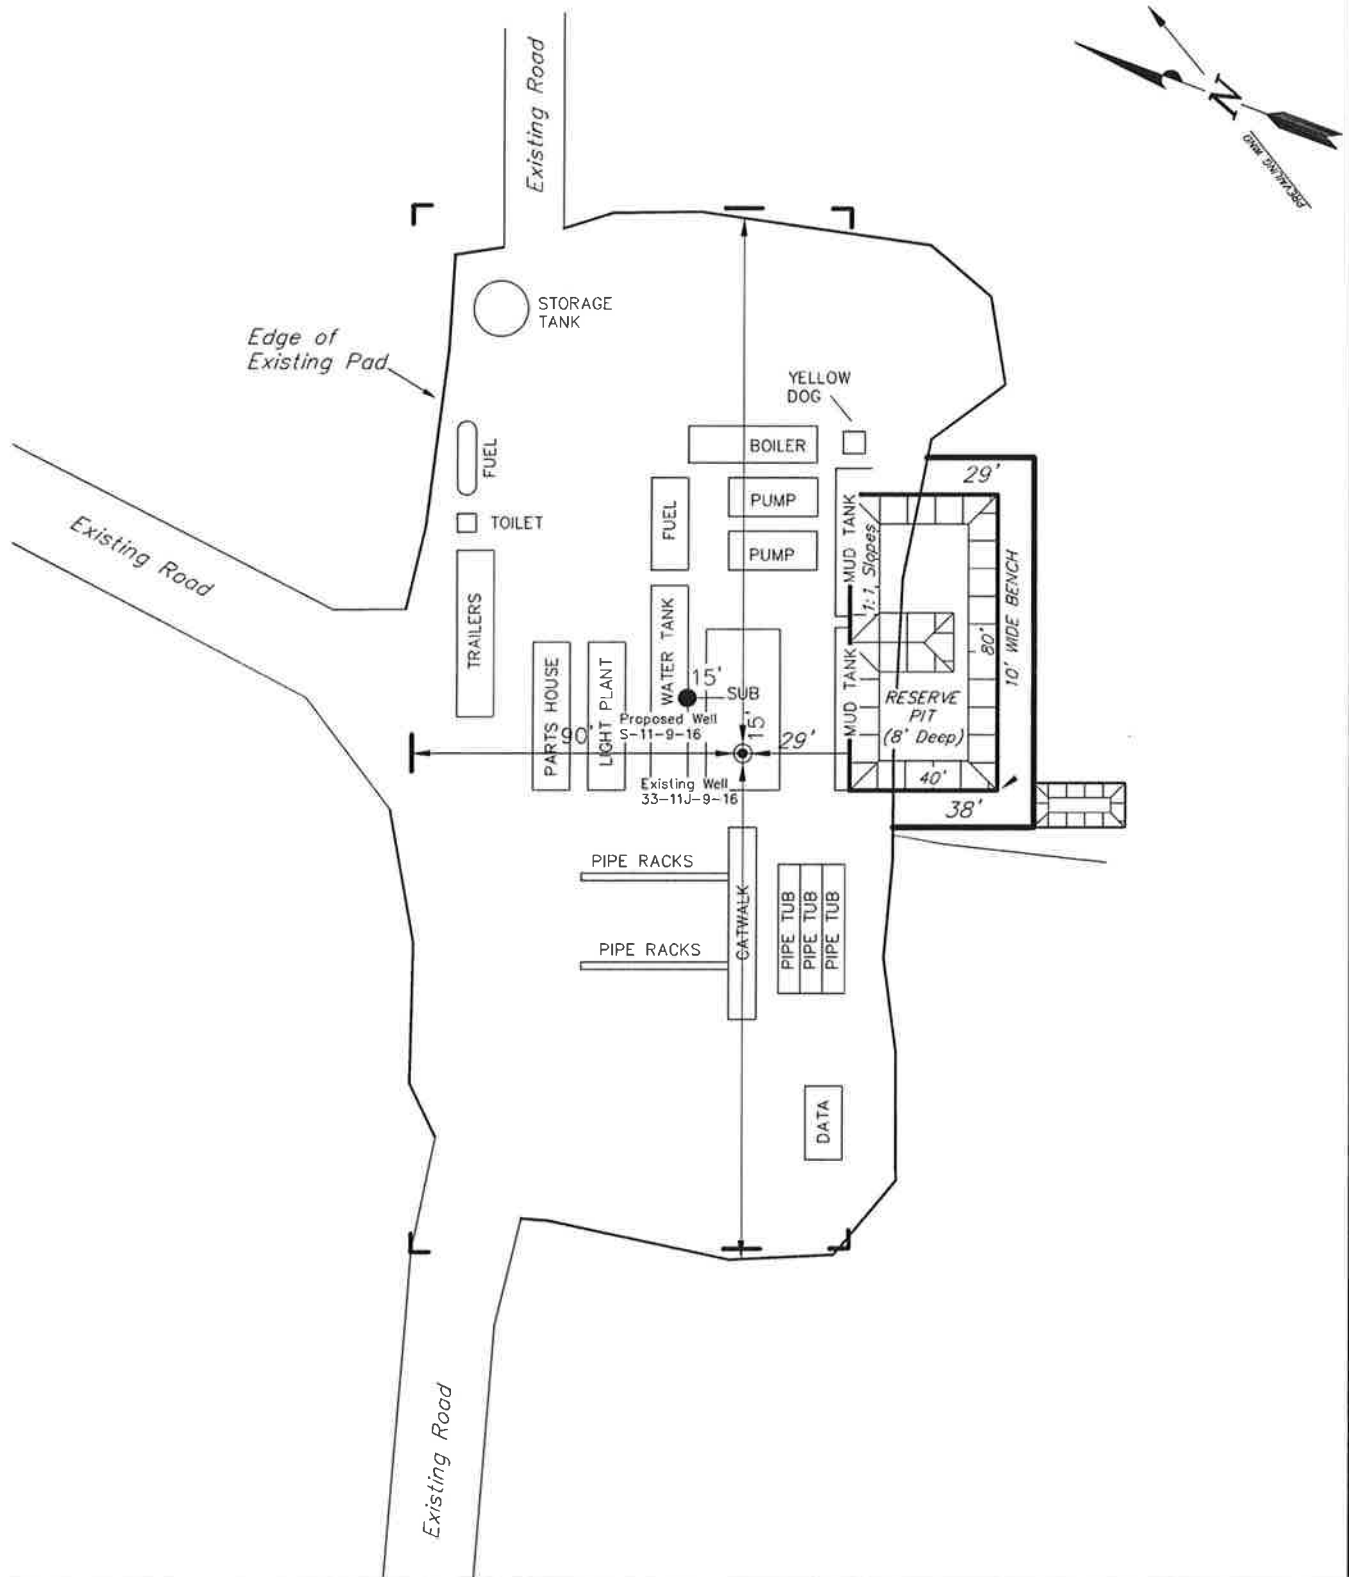 Existing Road
N
PREVAILING WIND
STORAGE
TANK
Edge of
Existing Pad
YELLOW
DOG
BOILER
FUEL
29'
PUMP
FUEL
TOILET
MUD TANK
1:1 Slopes
PUMP
Existing Road
10' WIDE BENCH
TRAILERS
WATER TANK
80'
15'
SUB
MUD TANK
RESERVE
PIT
(8' Deep)
PARTS HOUSE
LIGHT PLANT
Proposed Well
S-11-9-16
15'
90'
29'
40'
Existing Well
33-11J-9-16
38'
PIPE RACKS
CATWALK
PIPE TUB
PIPE TUB
PIPE TUB
PIPE RACKS
DATA
Existing Road